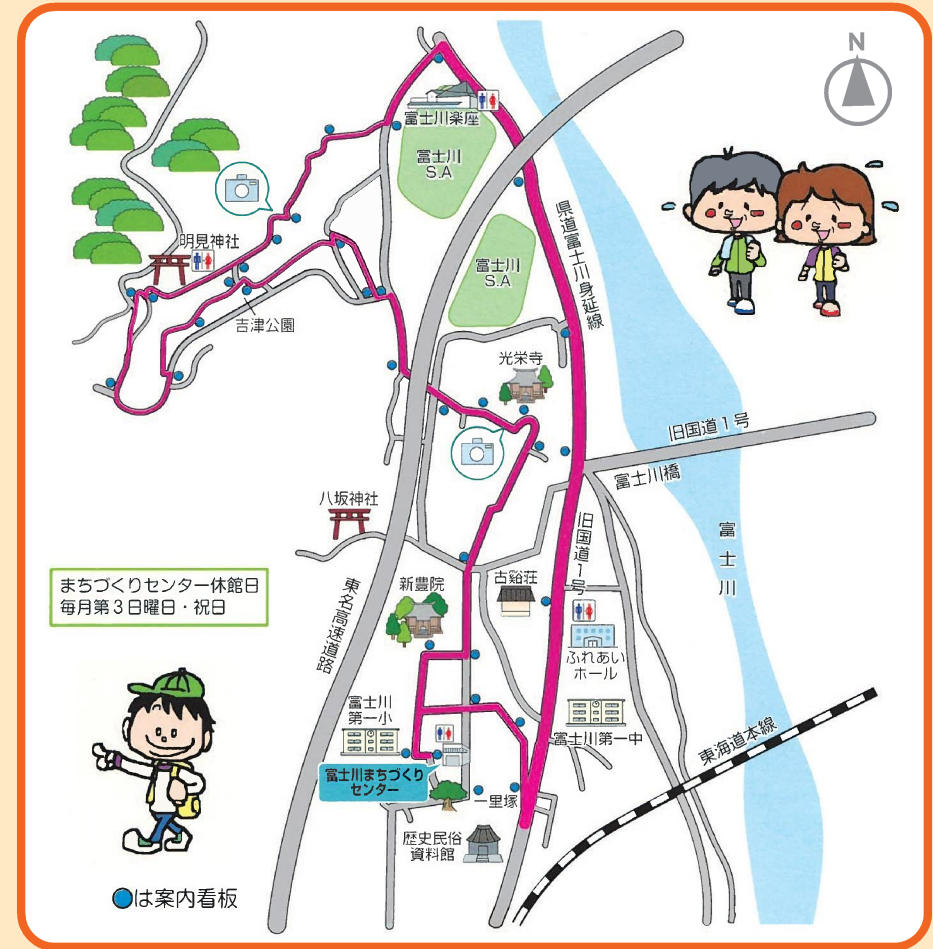 N
富士川楽座
富士川
S.A
県道富士川身延線
明見神社
富士川
S.A
吉津公園
光栄寺
旧国道1号
富士川橋
八坂神社
旧国道1号
富士川
まちづくりセンター休館日
毎月第3日曜日・祝日
東名高速道路
新豊院
古谿荘
ふれあい
ホール
富士川
第一小
富士川第一中
東海道本線
富士川まちづくり
センター
一里塚
歴史民俗
資料館
は案内看板